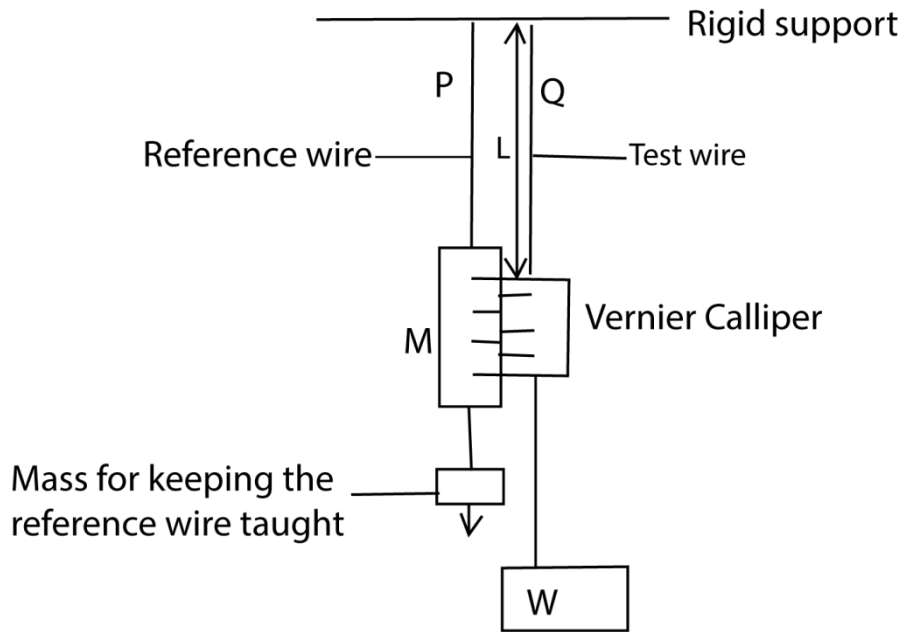 Rigid support
P
Q
Reference wire
L
Test wire
M
Vernier Calliper
Mass for keeping the
reference wire taught
W